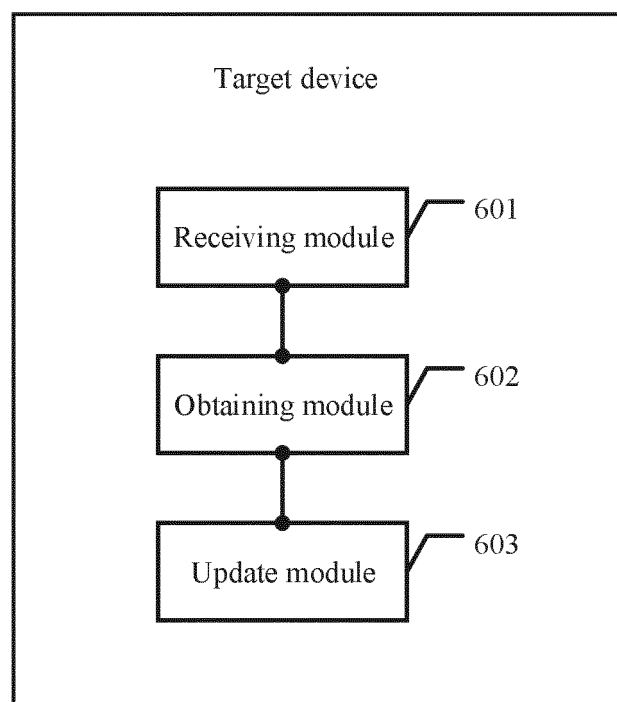 Target device
Receiving module
601
Obtaining module
602
Update module
603